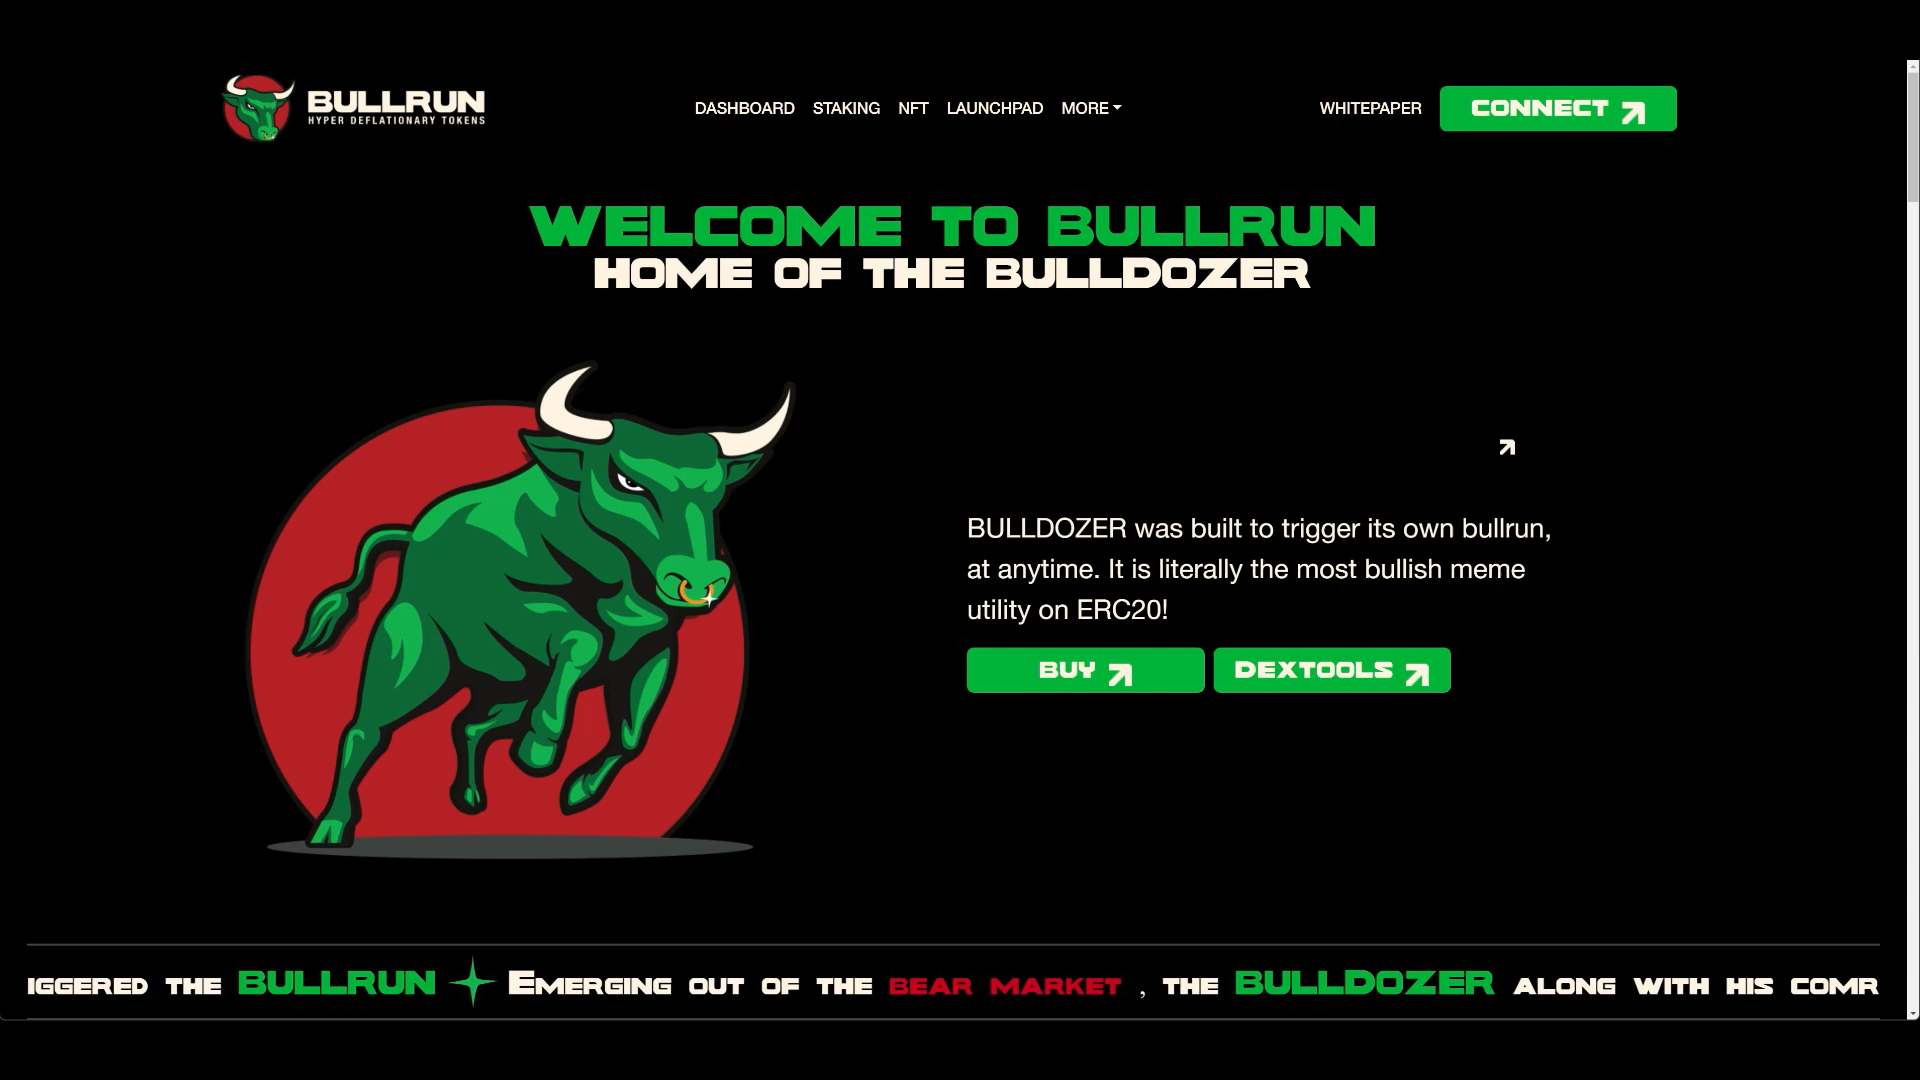 BULLRUN
HYPER DEFLATIONARY TOKENS
DASHBOARD STAKING NFT LAUNCHPAD MORE
WHITEPAPER CONNECT
WELCOME TO BULLRUN
HOME OF THE BULLDOZER
BULLDOZER was built to trigger its own bullrun,
at anytime. It is literally the most bullish meme
utility on ERC20!
BUY DEXTOOLS
IGGERED THE BULLRUN EMERGING OUT OF THE BEAR MARKET , THE BULLDOZER ALONG WITH HIS COMR